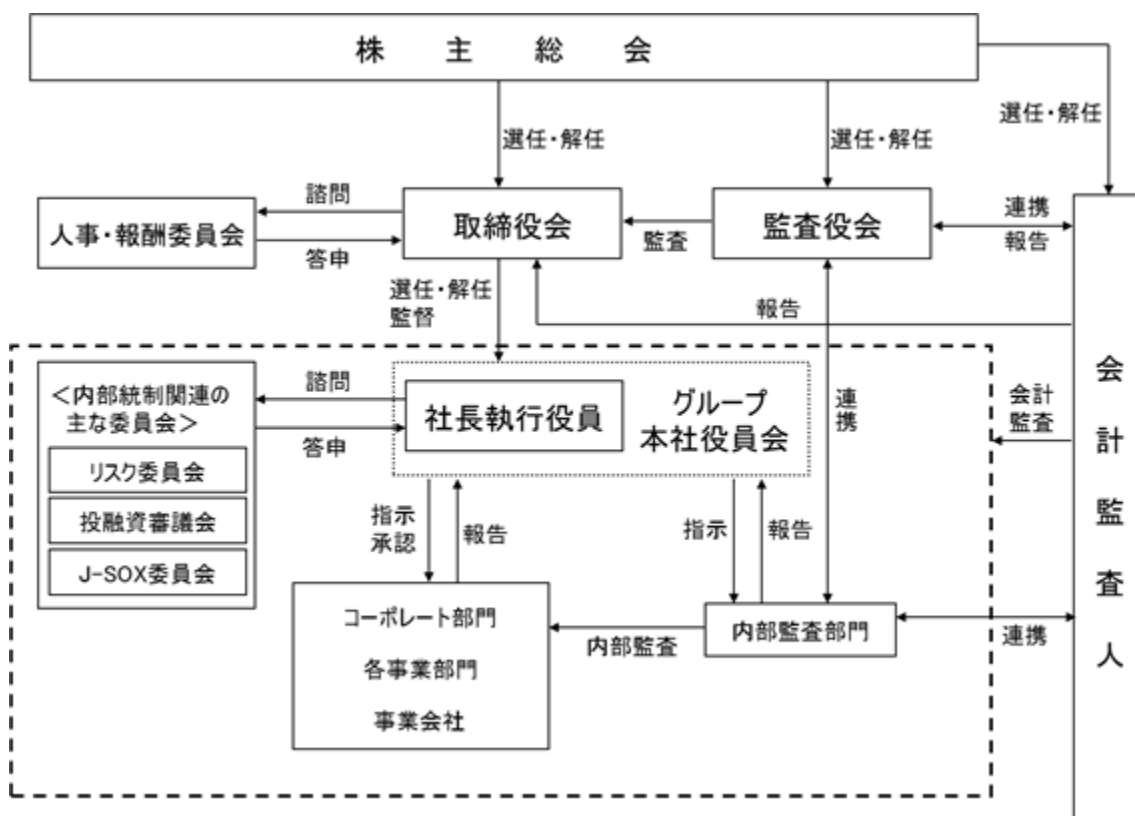 株主総会
選任・解任
選任・解任
選任・解任
人事・報酬委員会
諮問
答申
取締役会
監査
監査役会
連携
報告
選任・解任
監督
報告
会計監査人
<内部統制関連の
主な委員会>
リスク委員会
投融資審議会
J-SOX委員会
諮問
答申
社長執行役員
グループ
本社役員会
連携
会計
監査
指示
承認
報告
指示
報告
コーポレート部門
各事業部門
事業会社
内部監査
内部監査部門
連携